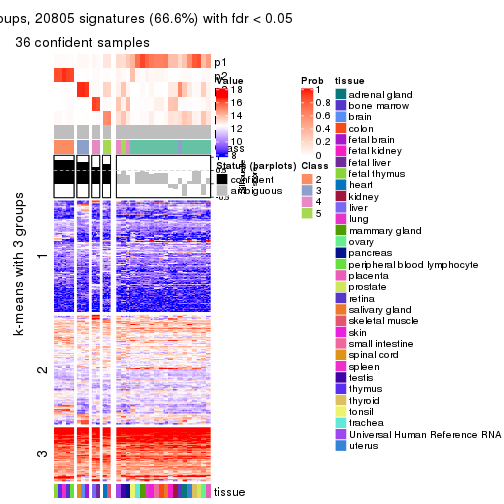 oups, 20805 signatures (66.6%) with fdr < 0.05
36 confident samples
p1
p2
Value
18
16
14
12
10
8
Prob
1
0.8
0.6
0.4
0.2
0
Status (barplots)
confident
ambiguous
Class
2
3
4
5
-0.5
k-means with 3 groups
1
2
3
tissue
tissue
adrenal gland
bone marrow
brain
colon
fetal brain
fetal kidney
fetal liver
fetal thymus
heart
kidney
liver
lung
mammary gland
ovary
pancreas
peripheral blood lymphocyte
placenta
prostate
retina
salivary gland
skeletal muscle
skin
small intestine
spinal cord
spleen
testis
thymus
thyroid
tonsil
trachea
Universal Human Reference RNA
uterus